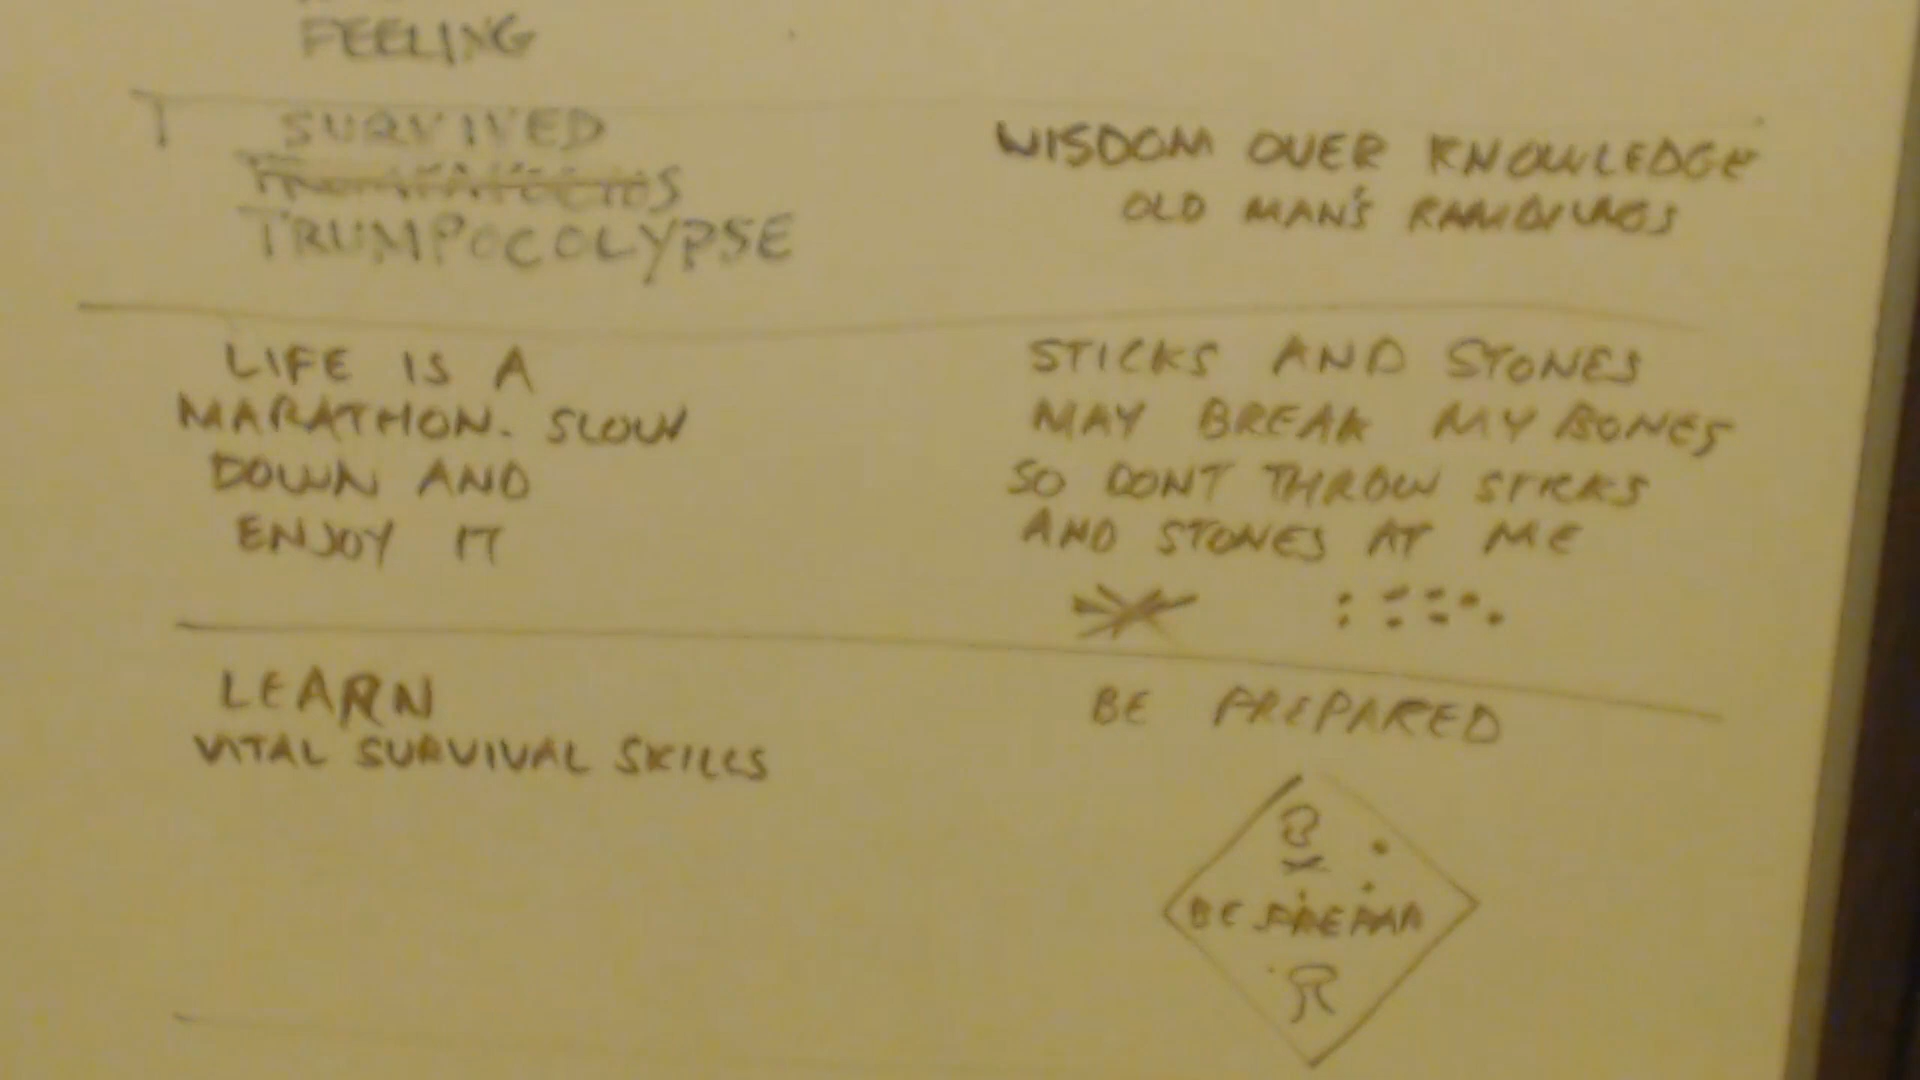 FEELING
I SURVIVED
TRUMPOCOLYPSE
WISDOM OVER KNOWLEDGE
OLD MAN'S RAMBLINGS
LIFE IS A
MARATHON. SLOW
DOWN AND
ENJOY IT
STICKS AND STONES
MAY BREAK MY BONES
SO DONT THROW STICKS
AND STONES AT ME
LEARN
VITAL SURVIVAL SKILLS
BE PREPARED
BE